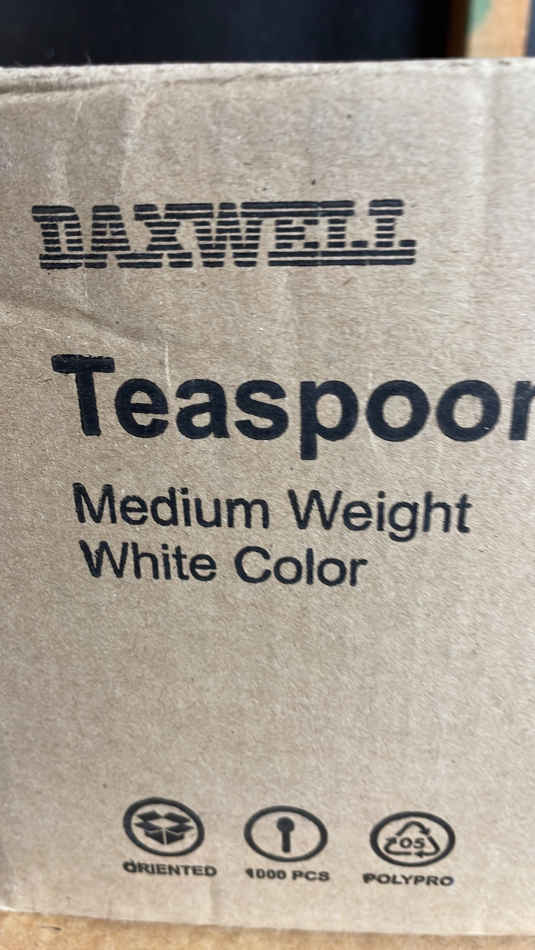 DAXWELL
Teaspoon
Medium Weight
White Color
05
ORIENTED 1000 PCS POLYPRO